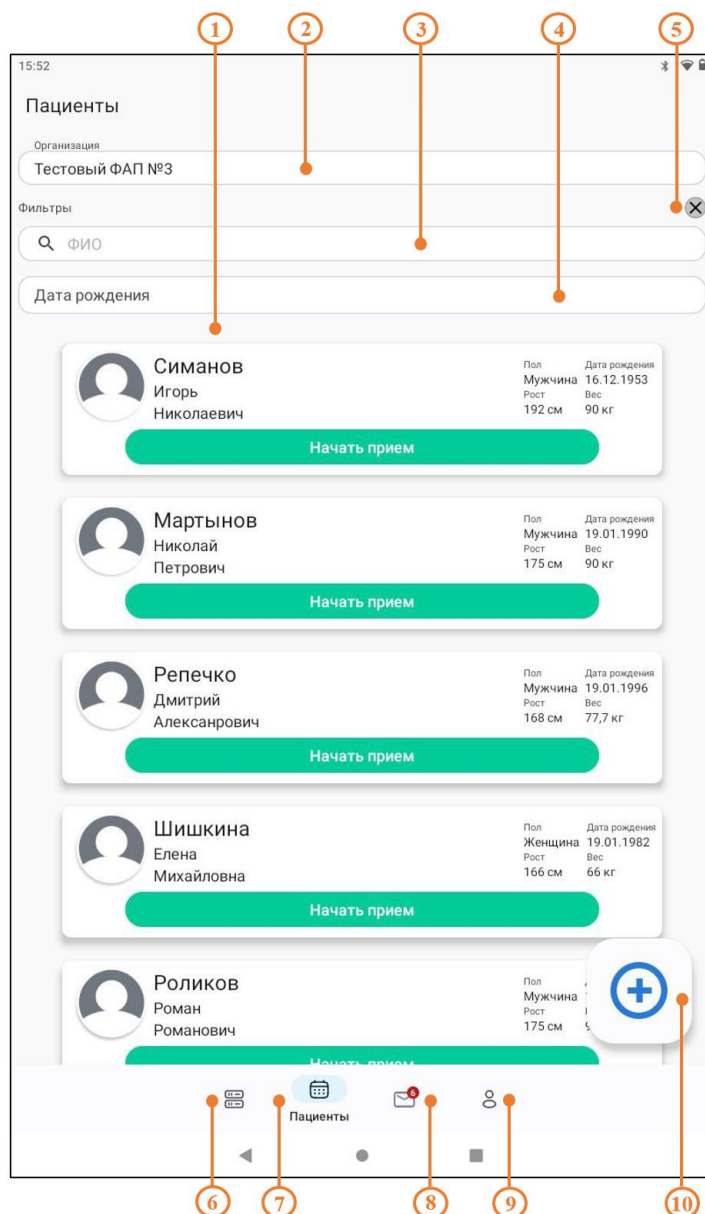 1 2 3 4 5
15:52
Пациенты
Организация
Тестовый ФАП №3
Фильтры
ФИО
Дата рождения
Симанов
Игорь
Николаевич
Пол Дата рождения
Мужчина 16.12.1953
Рост Вес
192 см 90 кг
Начать прием
Мартынов
Николай
Петрович
Пол Дата рождения
Мужчина 19.01.1990
Рост Вес
175 см 90 кг
Начать прием
Репечко
Дмитрий
Алексанрович
Пол Дата рождения
Мужчина 19.01.1996
Рост Вес
168 см 77,7 кг
Начать прием
Шишкина
Елена
Михайловна
Пол Дата рождения
Женщина 19.01.1982
Рост Вес
166 см 66 кг
Начать прием
Роликов
Роман
Романович
Пол
Мужчина
Рост
175 см
Начать прием
6
Пациенты
6 7 8 9 10